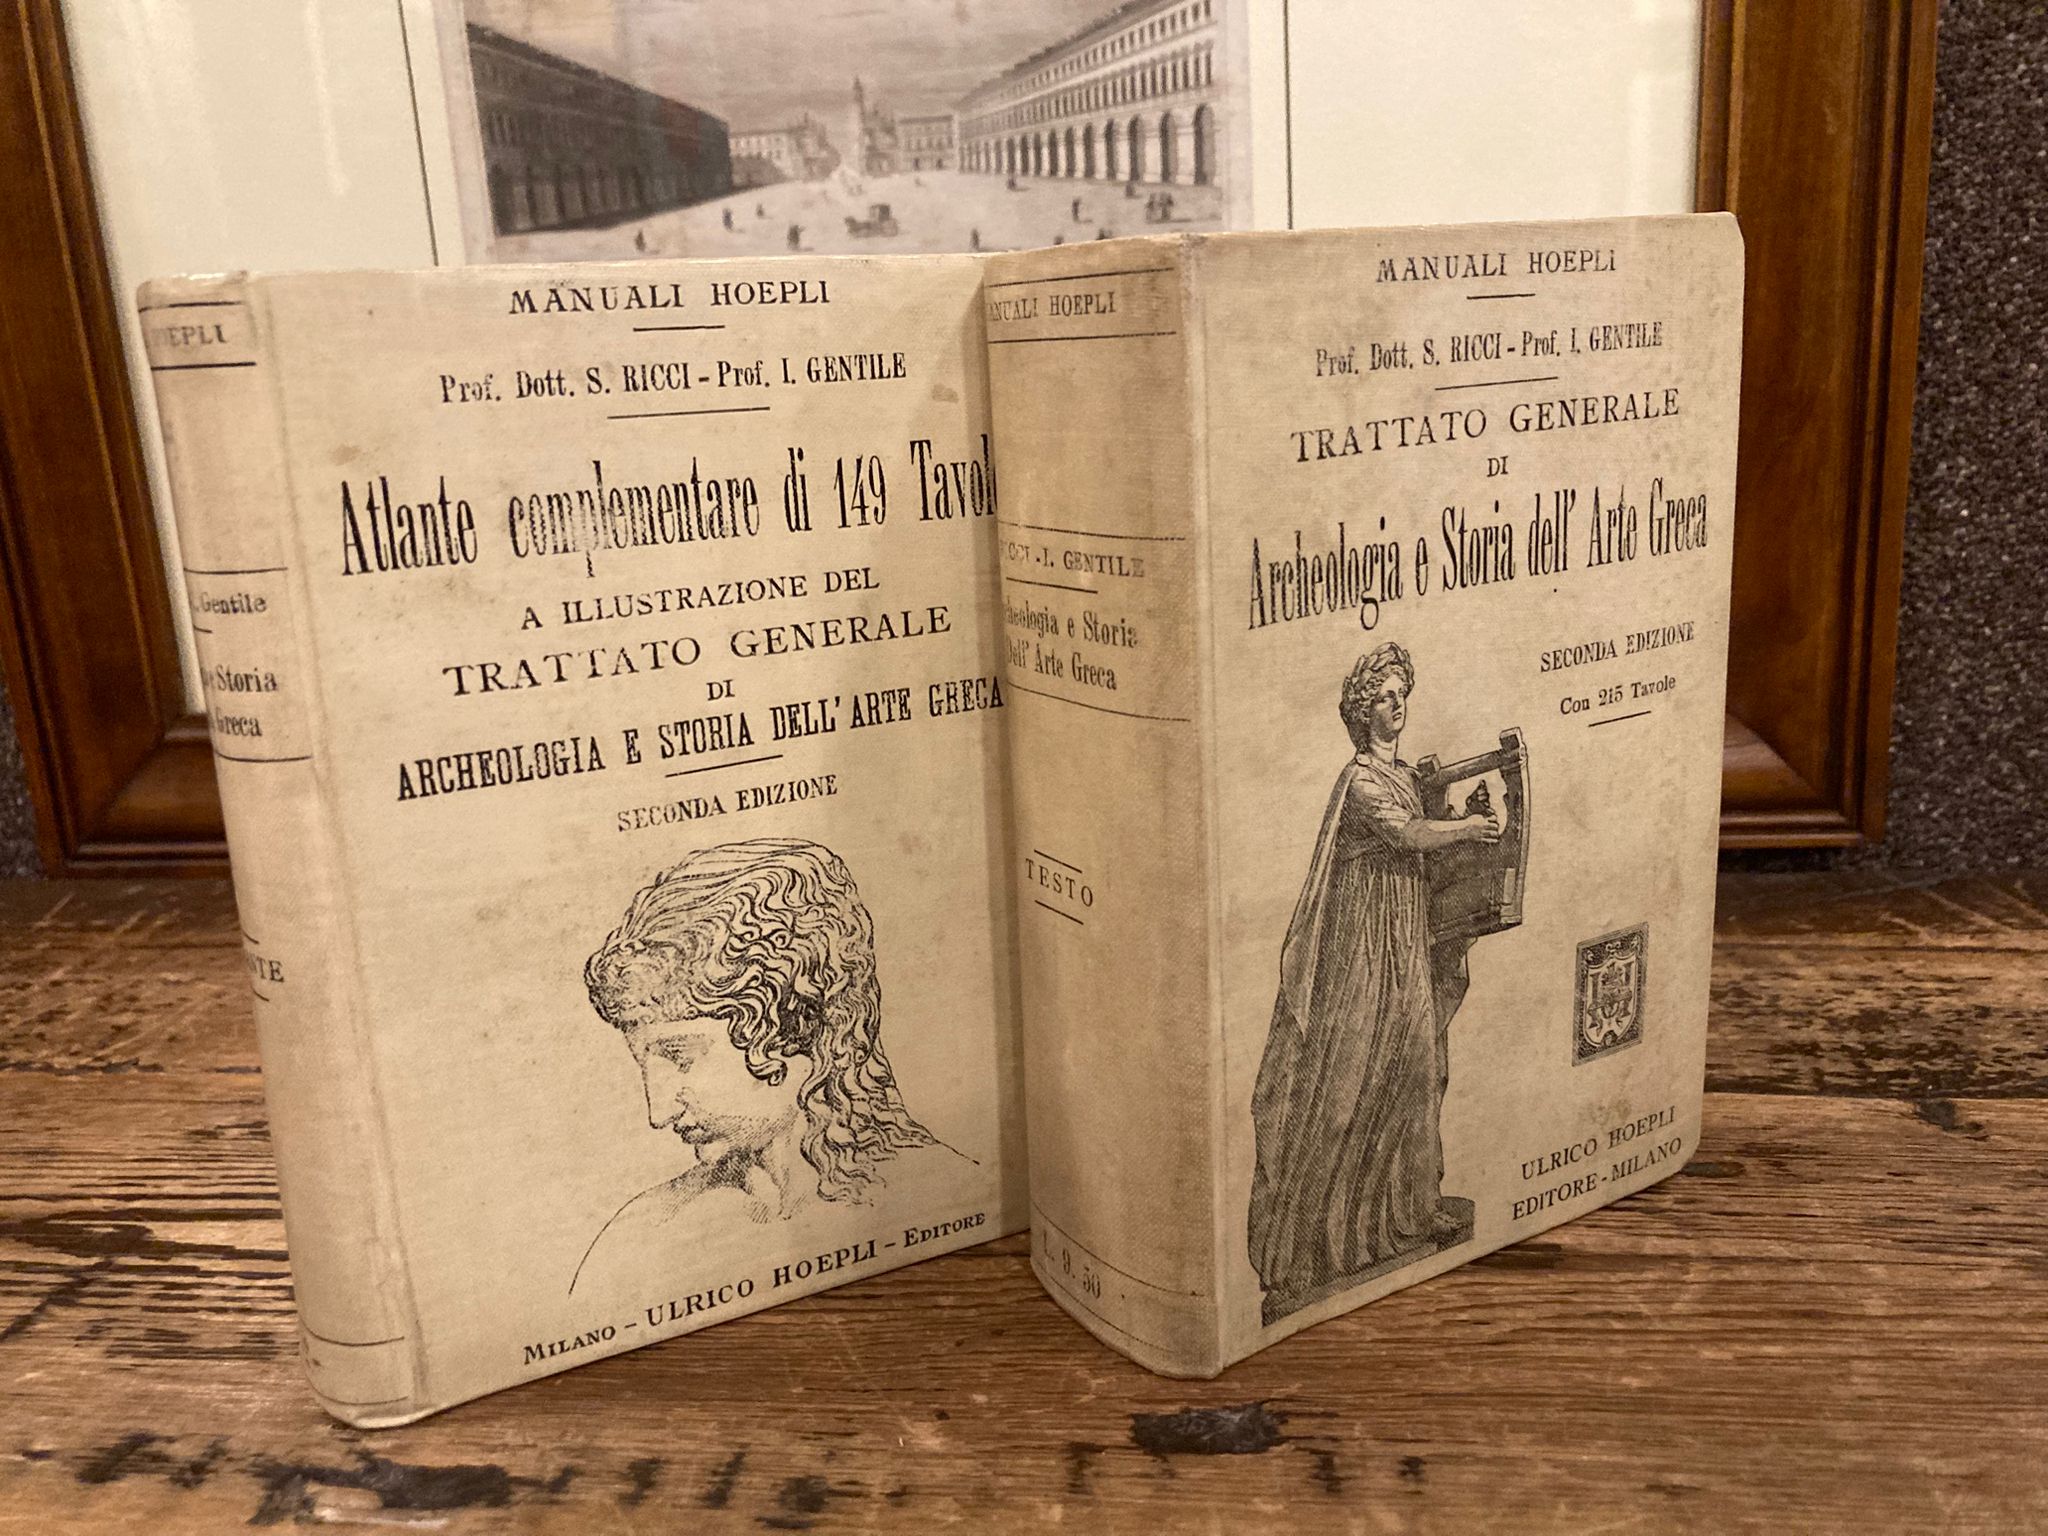 HOEPLI
Gentile
Storia
Greca
MANUALI HOEPLI
Prof. Dott. S. RICCI - Prof. I. GENTILE
Atlante complementare di 149
A ILLUSTRAZIONE DEL
TRATTATO GENERALE
DI
ARCHEOLOGIA E STORIA DELL' ARTE GRECA
SECONDA EDIZIONE
MILANO - ULRICO HOEPLI - EDITORE
HOEPLI
I. GENTILE
e Storia
Dell' Arte Greca
TESTO
L. 9.50
MANUALI HOEPLI
Prof. Dott. S. RICCI - Prof. I. GENTILE
TRATTATO GENERALE
DI
Archeologia e Storia dell' Arte Greca
SECONDA EDIZIONE
Con 215 Tavole
ULRICO HOEPLI
EDITORE - MILANO